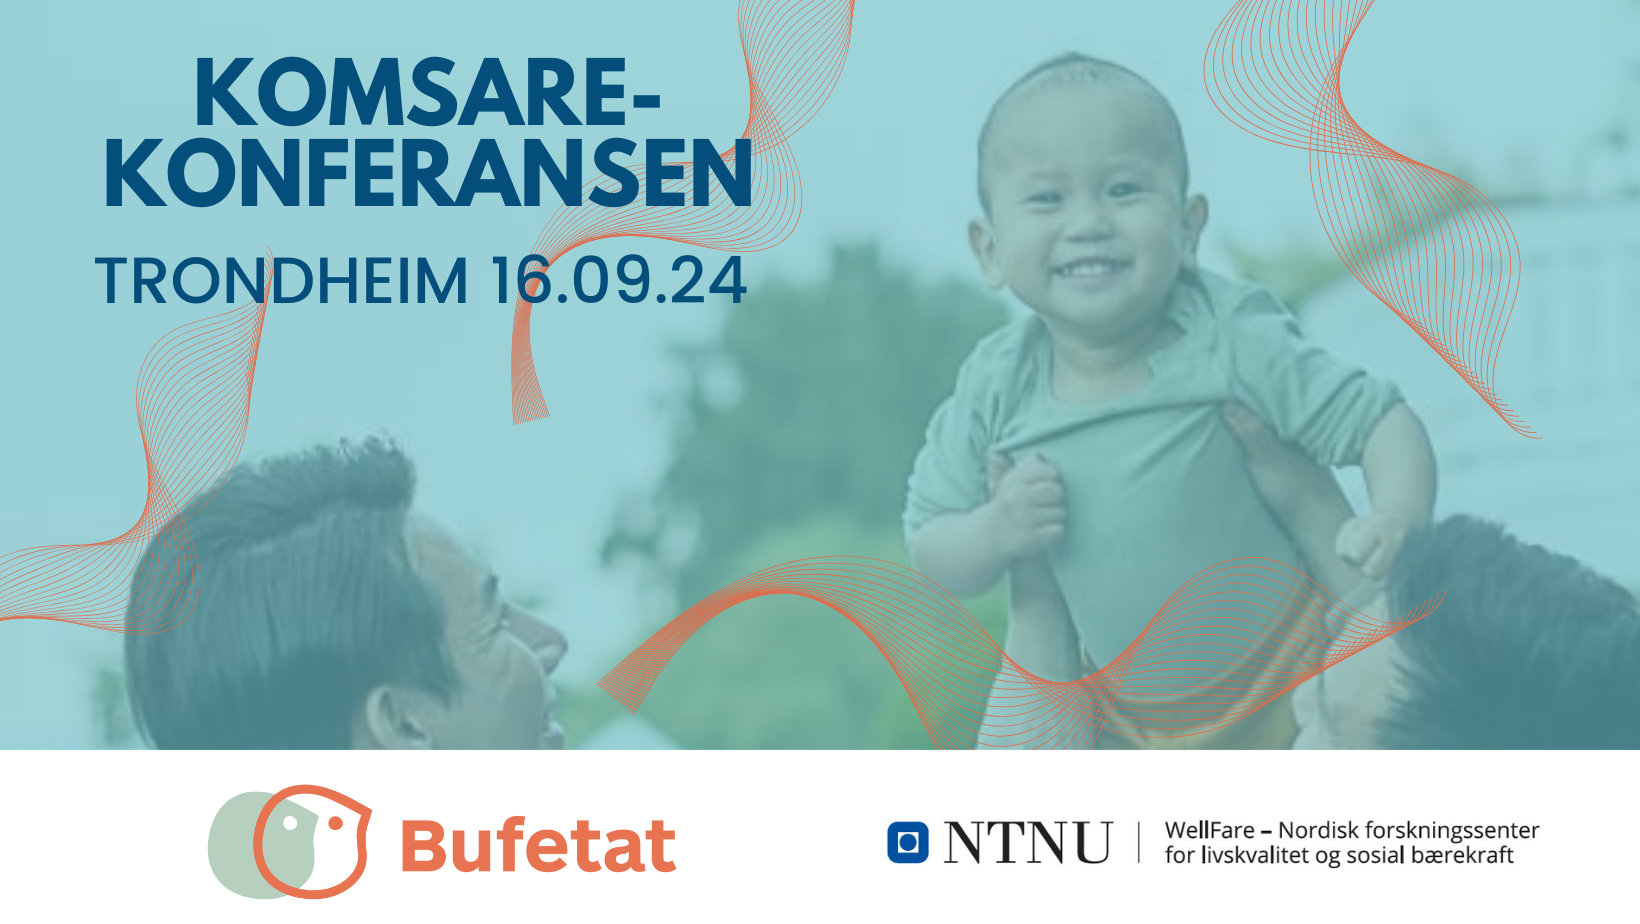 KOMSARE-
KONFERANSEN
TRONDHEIM 16.09.24
Bufetat
NTNU
WellFare – Nordisk forskningssenter
for livskvalitet og sosial bærekraft